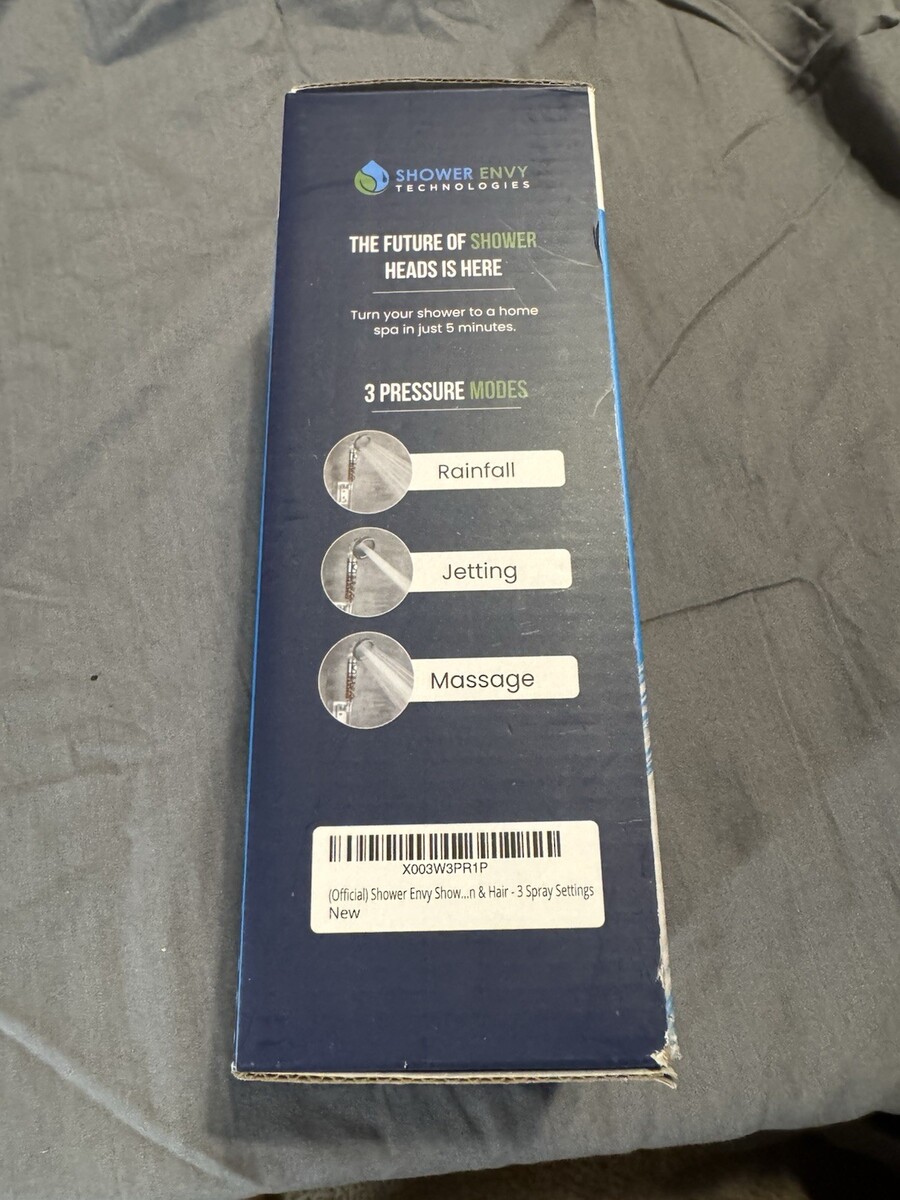 SHOWER ENVY
TECHNOLOGIES
THE FUTURE OF SHOWER
HEADS IS HERE
Turn your shower to a home
spa in just 5 minutes.
3 PRESSURE MODES
Rainfall
Jetting
Massage
X003W3PR1P
(Official) Shower Envy Show...n & Hair - 3 Spray Settings
New